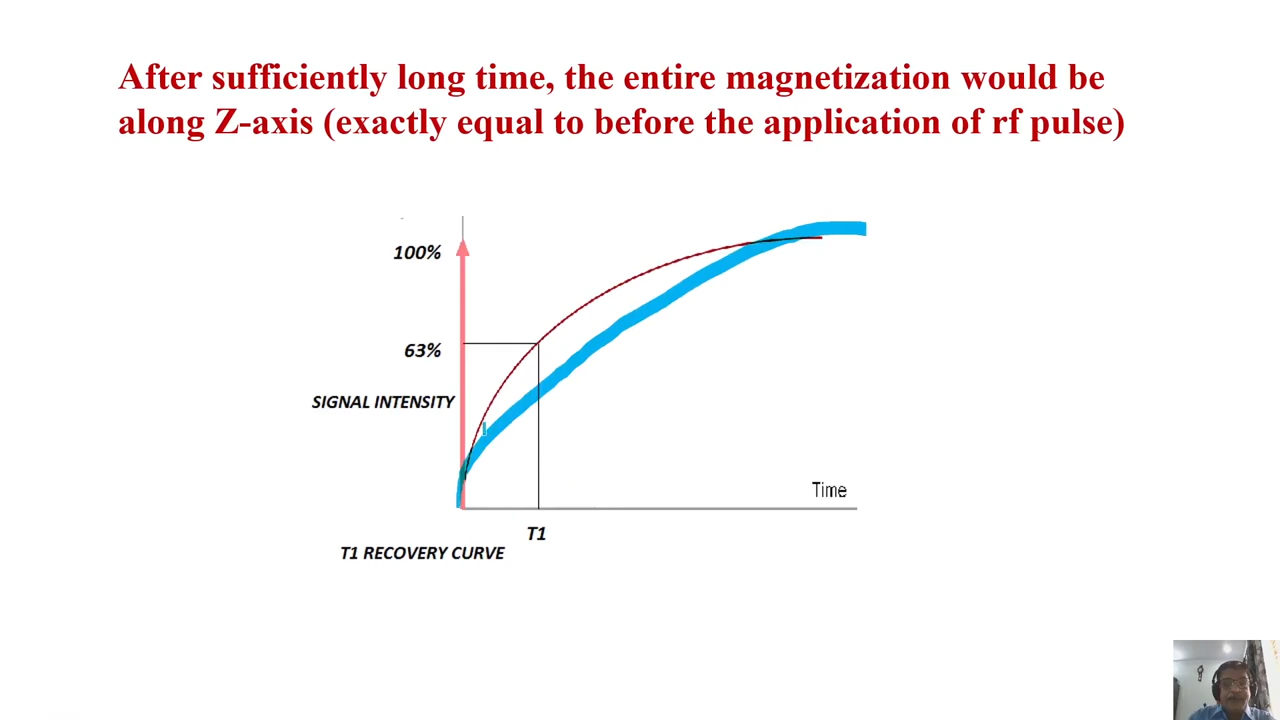 After sufficiently long time, the entire magnetization would be
along Z-axis (exactly equal to before the application of rf pulse)
100%
63%
SIGNAL INTENSITY
Time
T1
T1 RECOVERY CURVE